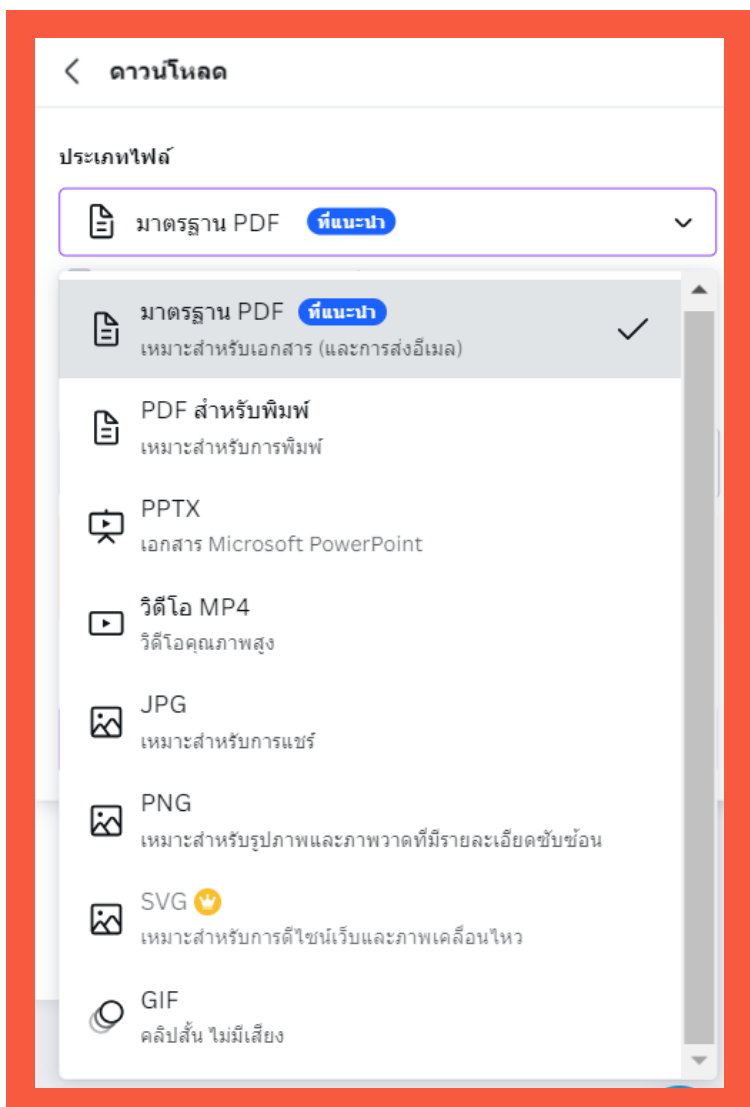 ดาวน์โหลด
ประเภทไฟล์
มาตรฐาน PDF ที่แนะนำ
มาตรฐาน PDF ที่แนะนำ
เหมาะสำหรับเอกสาร (และการส่งอีเมล)
PDF สำหรับพิมพ์
เหมาะสำหรับการพิมพ์
PPTX
เอกสาร Microsoft PowerPoint
วิดีโอ MP4
วิดีโอคุณภาพสูง
JPG
เหมาะสำหรับการแชร์
PNG
เหมาะสำหรับรูปภาพและภาพวาดที่มีรายละเอียดซับซ้อน
SVG
เหมาะสำหรับการดีไซน์เว็บและภาพเคลื่อนไหว
GIF
คลิปสั้น ไม่มีเสียง